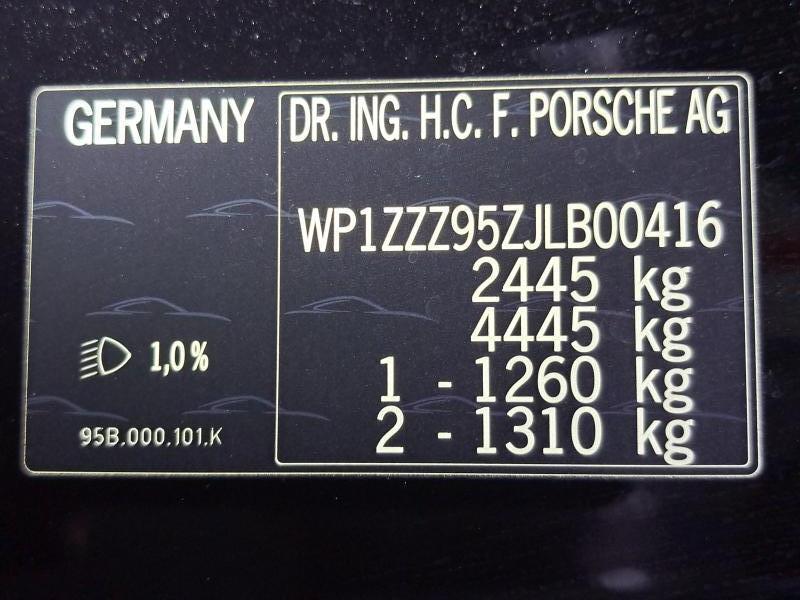 GERMANY
1,0%
95B.000.101.K
DR. ING. H.C. F. PORSCHE AG
WP1ZZZ95ZJLB00416
2445 kg
4445 kg
1 - 1260 kg
2 - 1310 kg